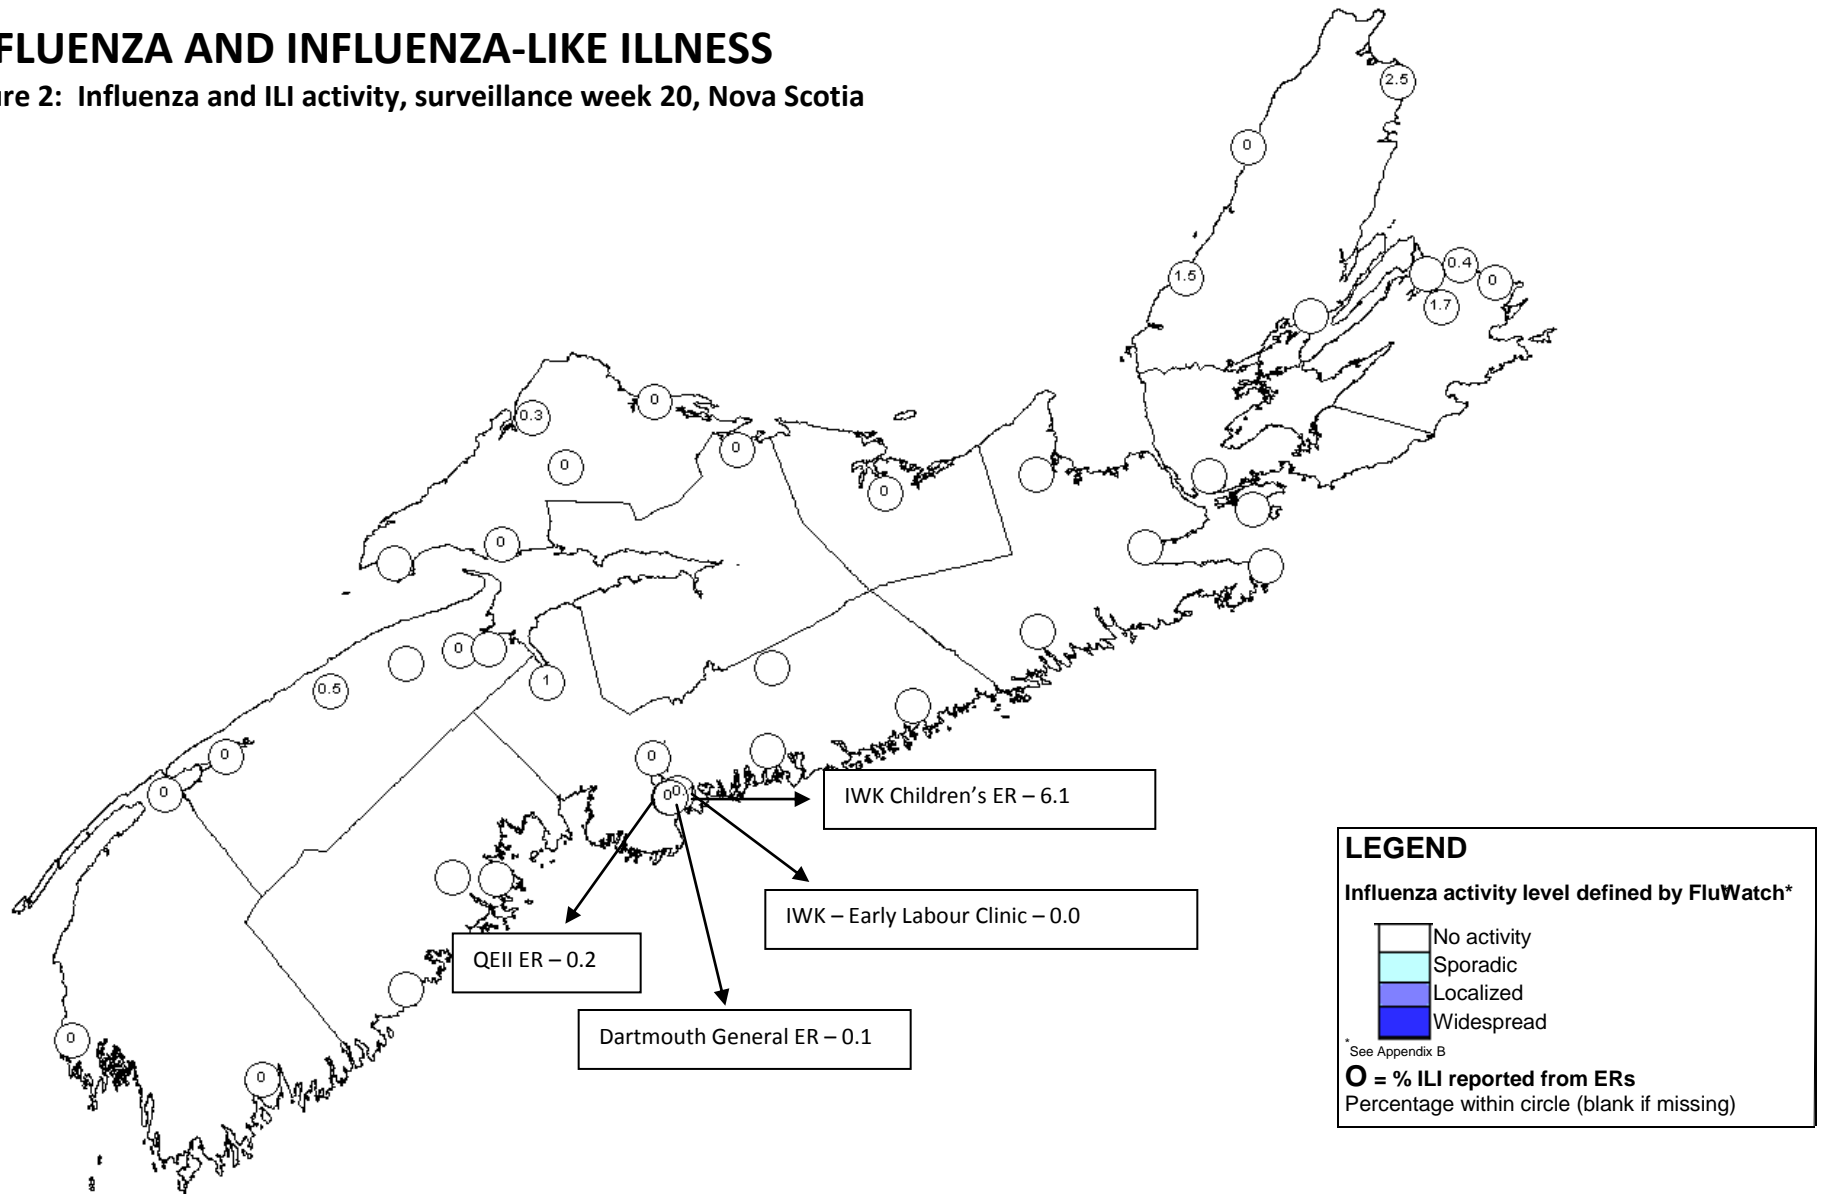 FLUENZA AND INFLUENZA-LIKE ILLNESS
re 2: Influenza and ILI activity, surveillance week 20, Nova Scotia
2.5
0
1.5
0.4
0
1.7
0
0.3
0
0
0
0
0
0.5
1
0
0
0
0
0.
IWK Children's ER – 6.1
IWK – Early Labour Clinic – 0.0
QEII ER – 0.2
Dartmouth General ER – 0.1
0
0
LEGEND
Influenza activity level defined by FluWatch*
No activity
Sporadic
Localized
Widespread
*See Appendix B
O = % ILI reported from ERs
Percentage within circle (blank if missing)